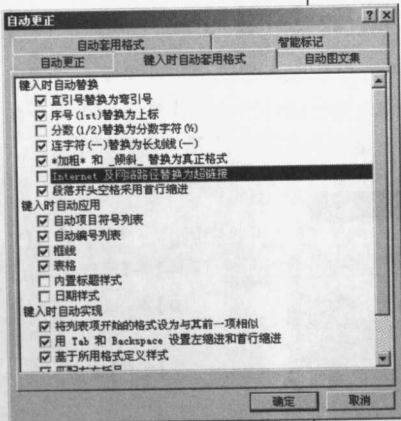 自动更正
自动套用格式 智能标记
自动更正 键入时自动套用格式 自动图文集
键入时自动替换
直引号替换为弯引号
序号(1st)替换为上标
分数(1/2)替换为分数字符(½)
连字符(--)替换为长划线(—)
*加粗* 和 _倾斜_ 替换为真正格式
Internet 及网络路径替换为超链接
段落开头空格采用首行缩进
键入时自动应用
自动项目符号列表
自动编号列表
框线
表格
内置标题样式
日期样式
键入时自动实现
将列表项开始的格式设为与其前一项相似
用 Tab 和 Backspace 设置左缩进和首行缩进
基于所用格式定义样式
匹配左右括号
确定 取消